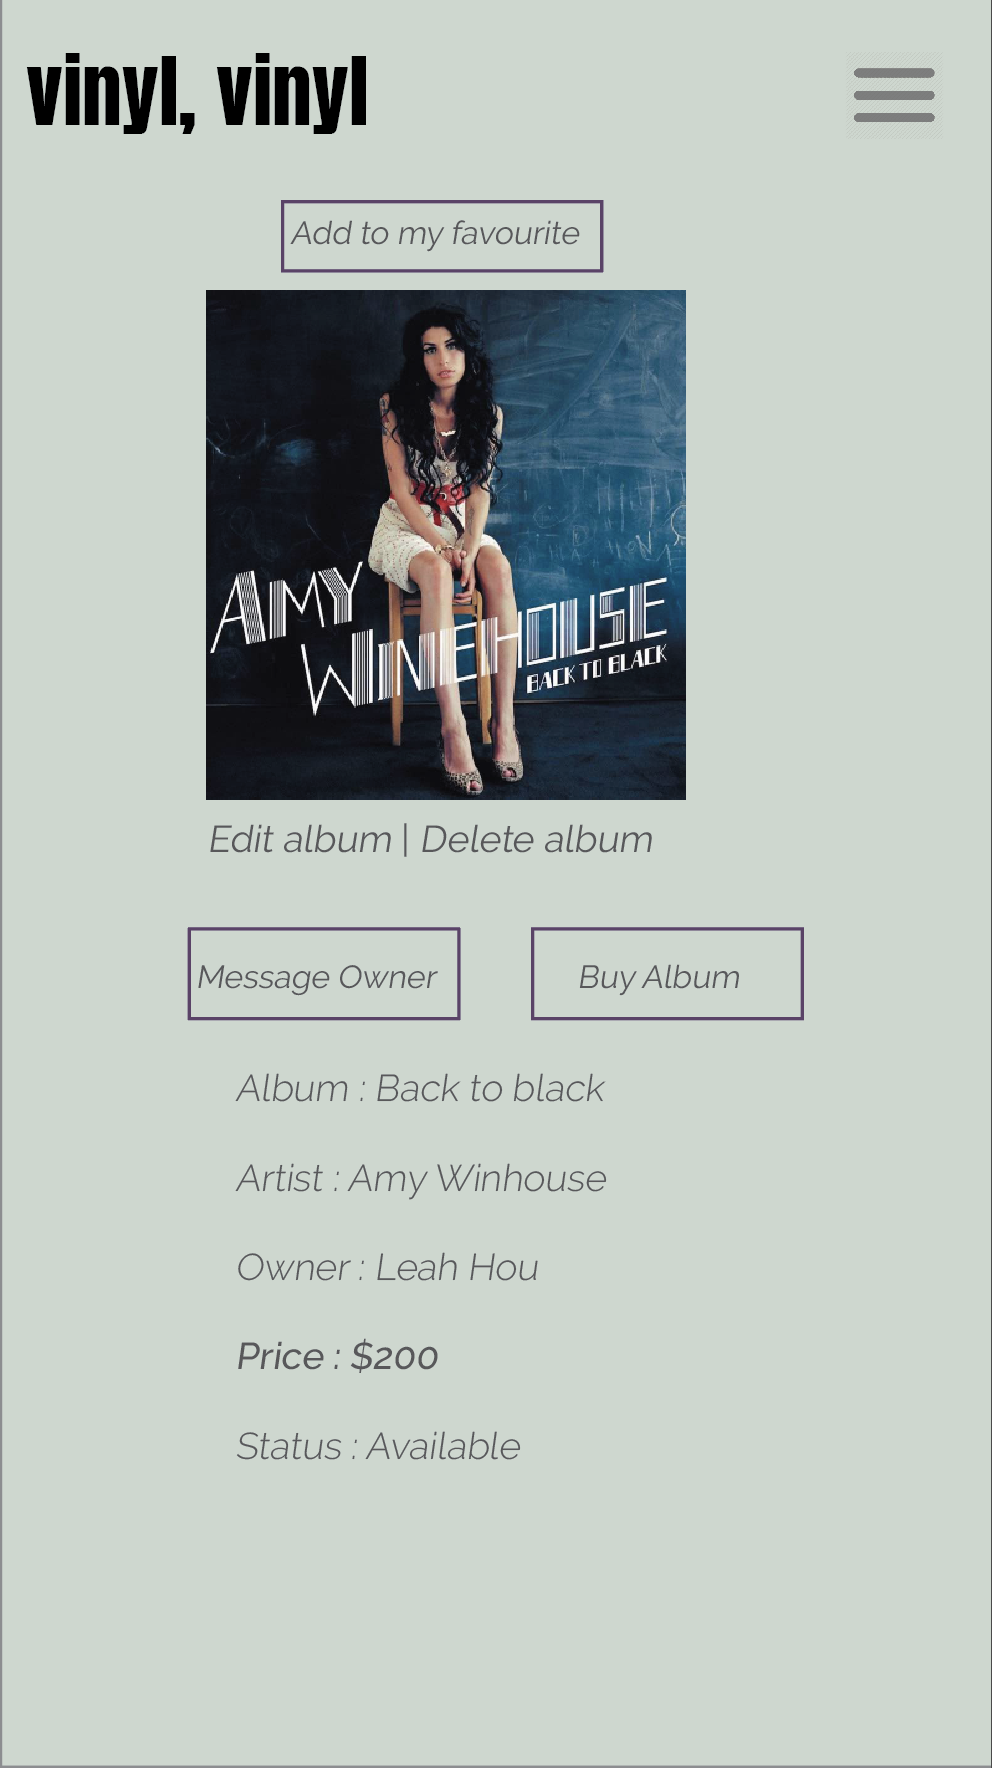 vinyl, vinyl
Add to my favourite
AMY
WINEHOUSE
BACK TO BLACK
Edit album | Delete album
Message Owner
Buy Album
Album : Back to black
Artist : Amy Winhouse
Owner : Leah Hou
Price : $200
Status : Available